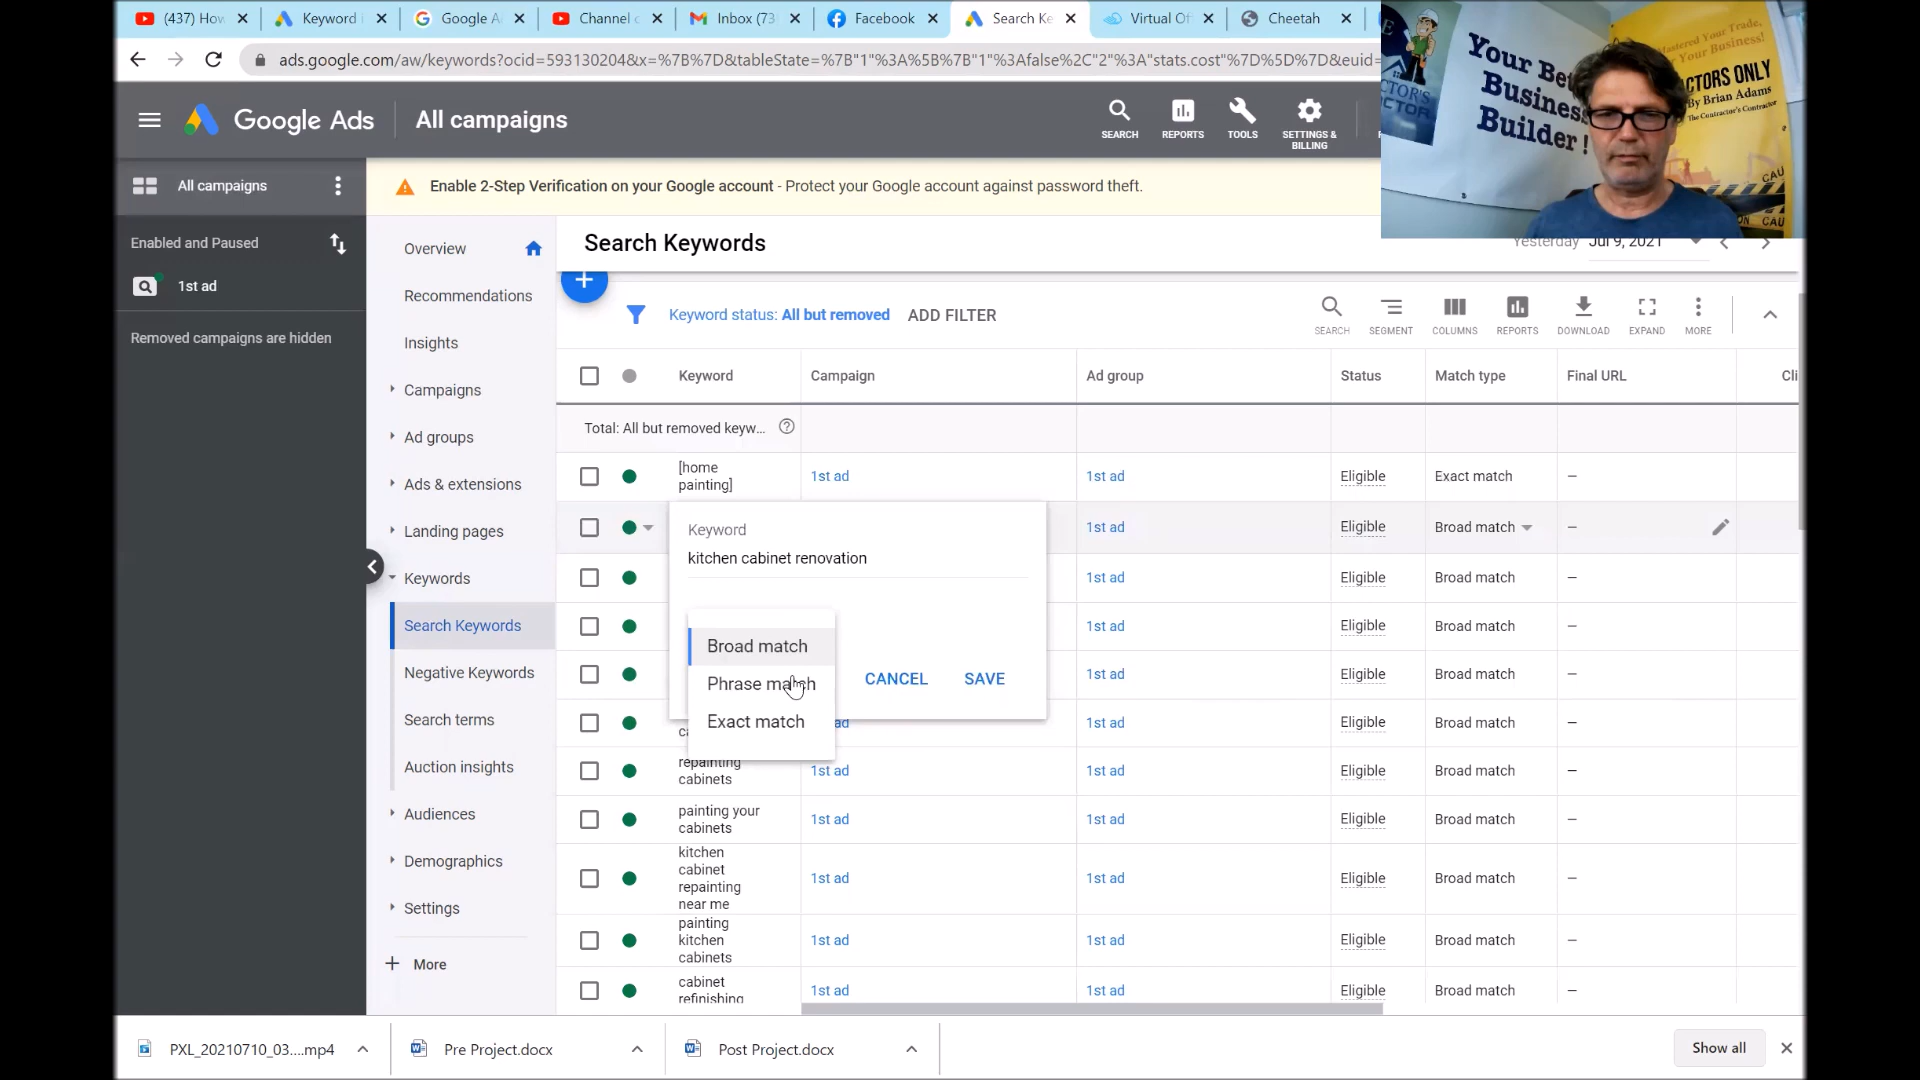 (437) How
Keyword
Google A
Channel
Inbox (73
Facebook
Search Ke
Virtual Of
Cheetah
ads.google.com/aw/keywords?ocid=593130204&x=%7B%7D&tableState=%7B"1"%3A%5B%7B"1"%3Afalse%2C"2"%3A"stats.cost"%7D%5D%7D&euid=
Your Bet
Business
Builder !
Mastered Your Trade,
Your Business!
CTORS ONLY
By Brian Adams
The Contractor's Contractor
Google Ads
All campaigns
SEARCH
REPORTS
TOOLS
SETTINGS &
BILLING
All campaigns
Enable 2-Step Verification on your Google account - Protect your Google account against password theft.
Enabled and Paused
1st ad
Removed campaigns are hidden
Overview
Recommendations
Insights
Campaigns
Ad groups
Ads & extensions
Landing pages
Keywords
Search Keywords
Negative Keywords
Search terms
Auction insights
Audiences
Demographics
Settings
More
Search Keywords
Yesterday Jul 9, 2021
Keyword status: All but removed ADD FILTER
SEARCH SEGMENT COLUMNS REPORTS DOWNLOAD EXPAND MORE
Keyword Campaign Ad group Status Match type Final URL Cli
Total: All but removed keyw...
[home
painting] 1st ad 1st ad Eligible Exact match –
1st ad Eligible Broad match –
Keyword
kitchen cabinet renovation
Broad match
Phrase match
Exact match
CANCEL SAVE
1st ad Eligible Broad match –
1st ad Eligible Broad match –
1st ad Eligible Broad match –
ad 1st ad Eligible Broad match –
repainting
cabinets 1st ad 1st ad Eligible Broad match –
painting your
cabinets 1st ad 1st ad Eligible Broad match –
kitchen
cabinet
repainting
near me 1st ad 1st ad Eligible Broad match –
painting
kitchen
cabinets 1st ad 1st ad Eligible Broad match –
cabinet
refinishing 1st ad 1st ad Eligible Broad match
PXL_20210710_03....mp4
Pre Project.docx
Post Project.docx
Show all